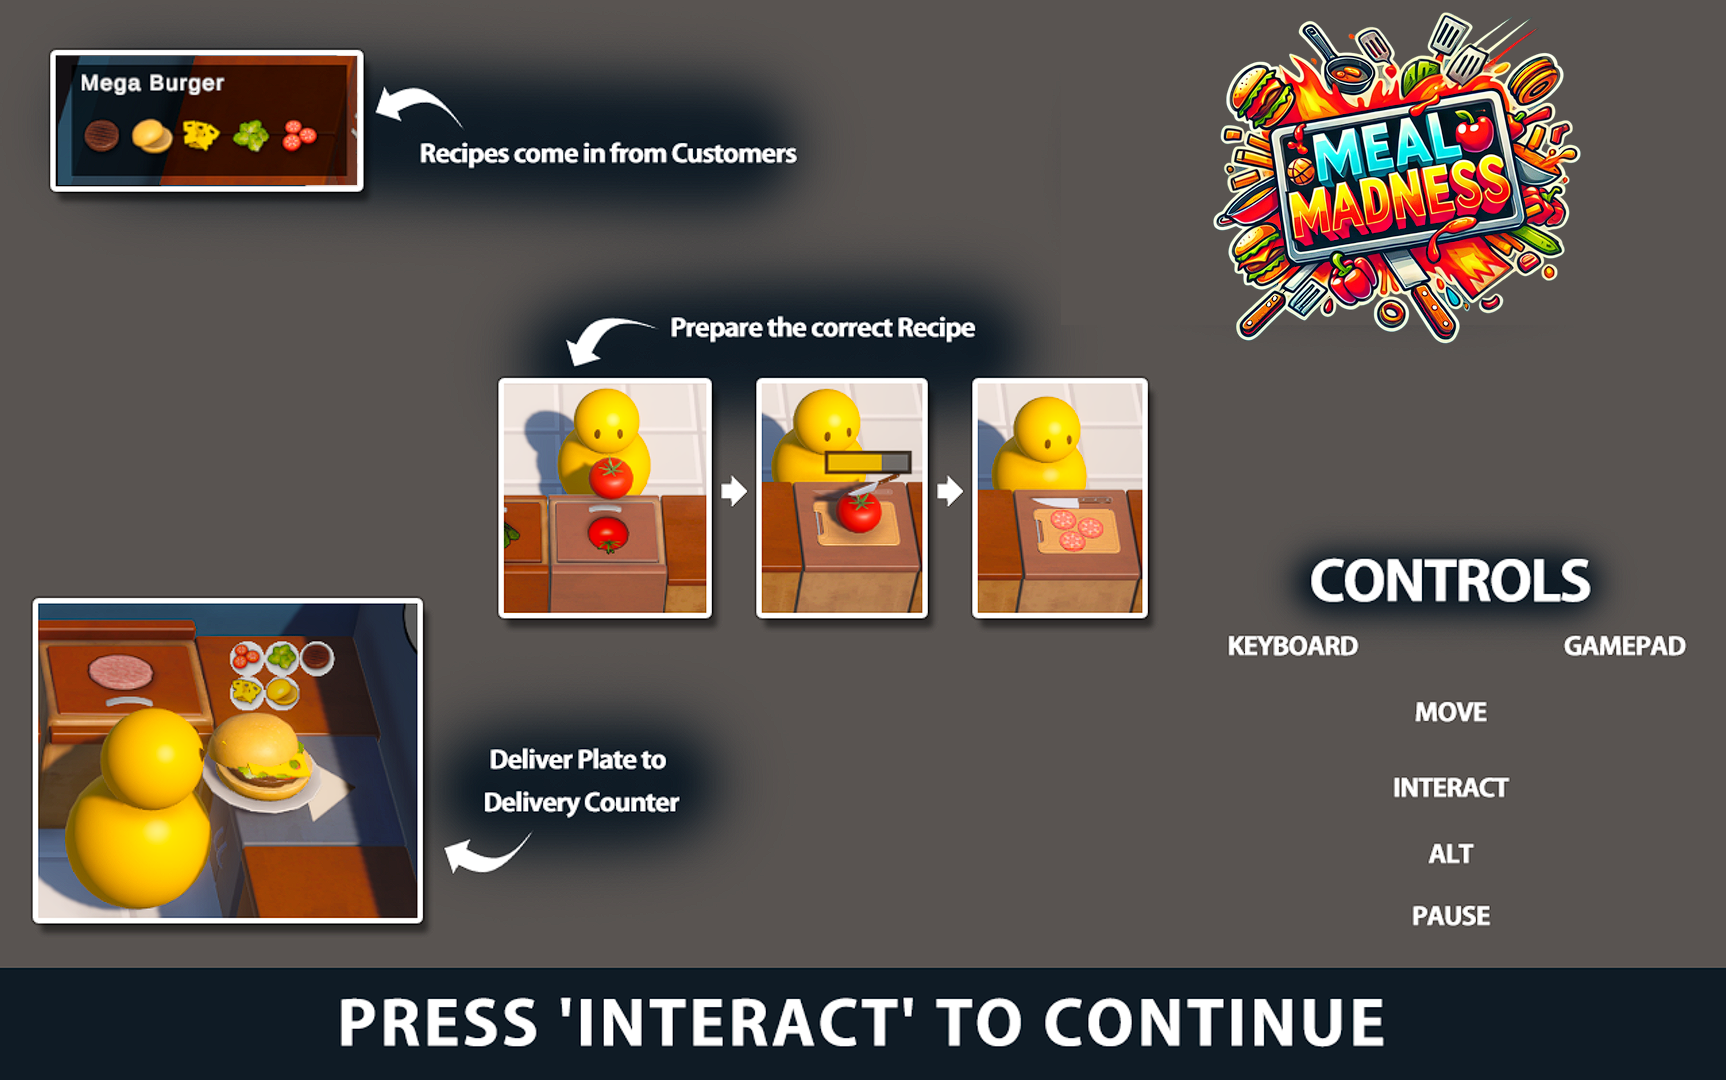 Mega Burger
Recipes come in from Customers
MEAL
MADNESS
Prepare the correct Recipe
Deliver Plate to
Delivery Counter
CONTROLS
KEYBOARD
GAMEPAD
MOVE
INTERACT
ALT
PAUSE
PRESS 'INTERACT' TO CONTINUE